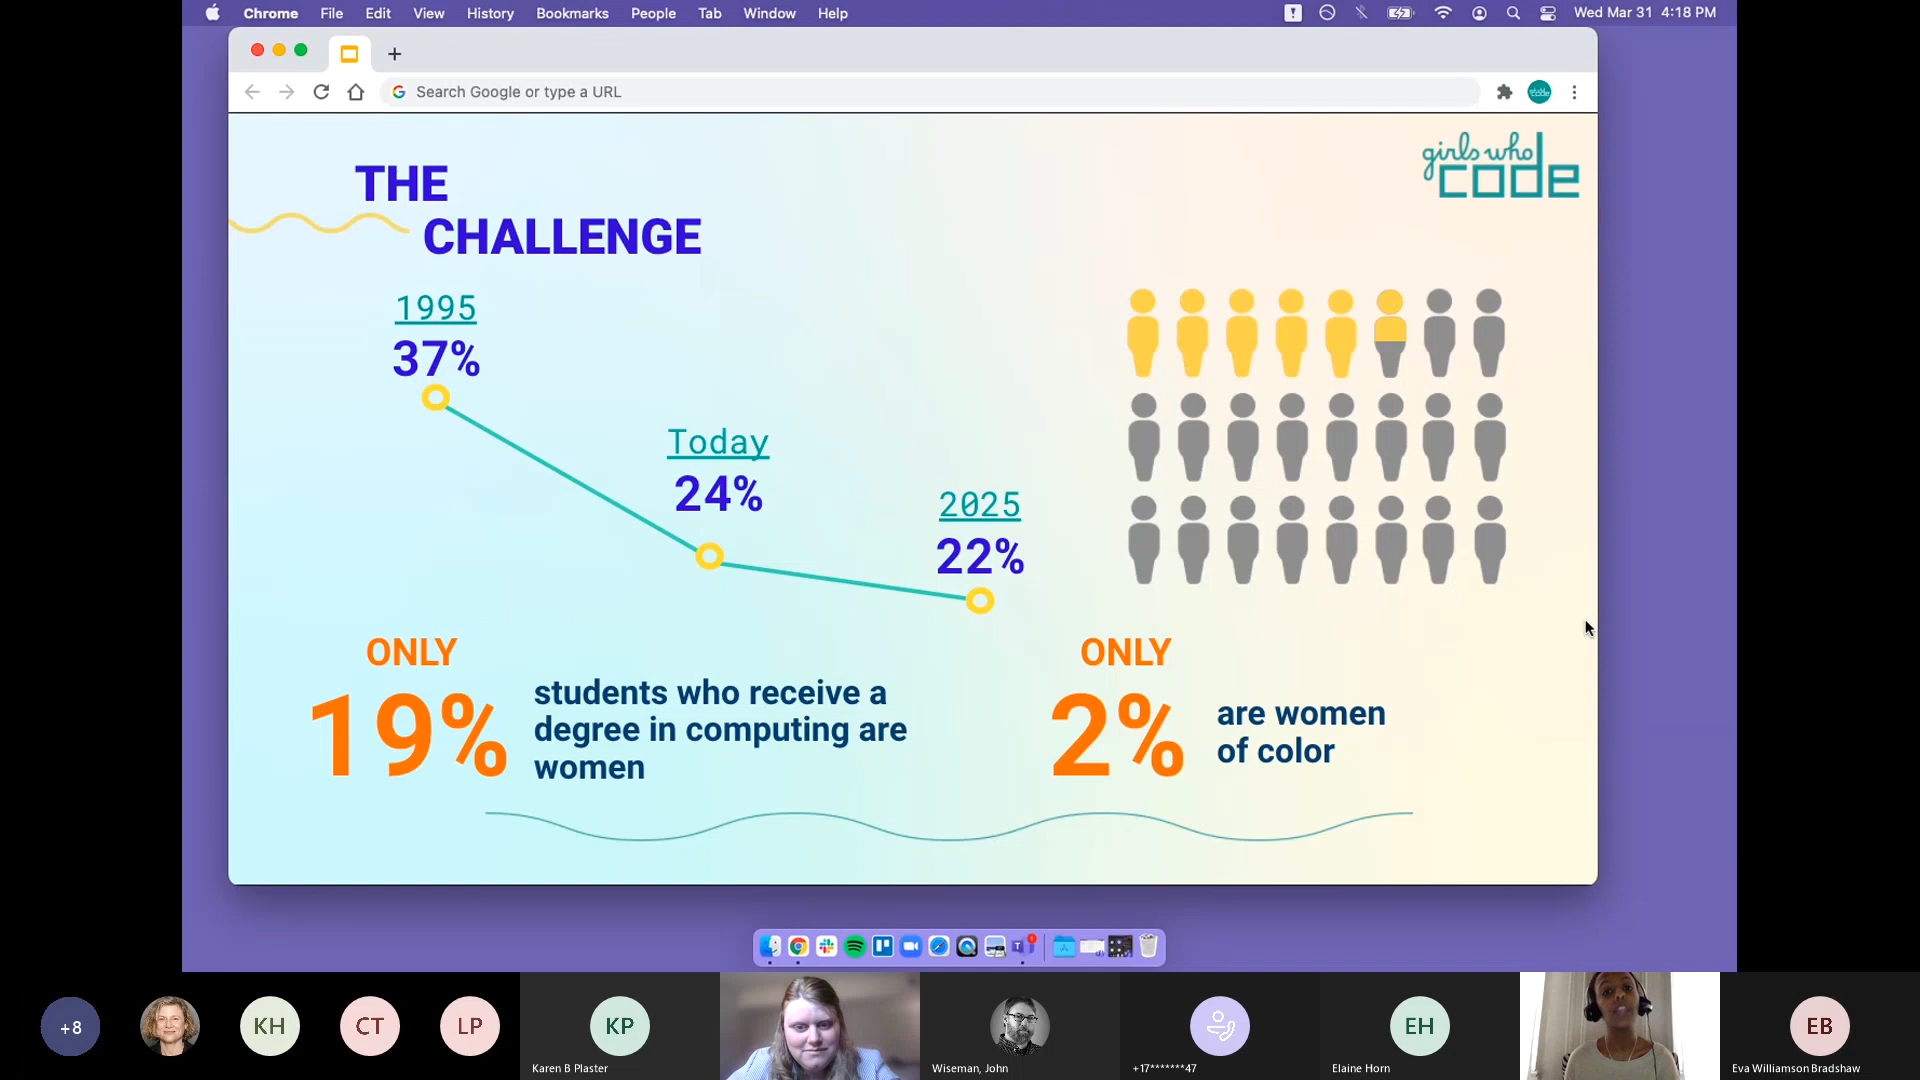 Chrome File Edit View History Bookmarks People Tab Window Help
Wed Mar 31 4:18 PM
Search Google or type a URL
girls who
code
THE
CHALLENGE
1995
37%
Today
24%
2025
22%
ONLY
19%
students who receive a
degree in computing are
women
ONLY
2%
are women
of color
+8
KH
CT
LP
KP
EH
EB
Karen B Plaster
Wiseman, John
+17*******47
Elaine Horn
Eva Williamson Bradshaw